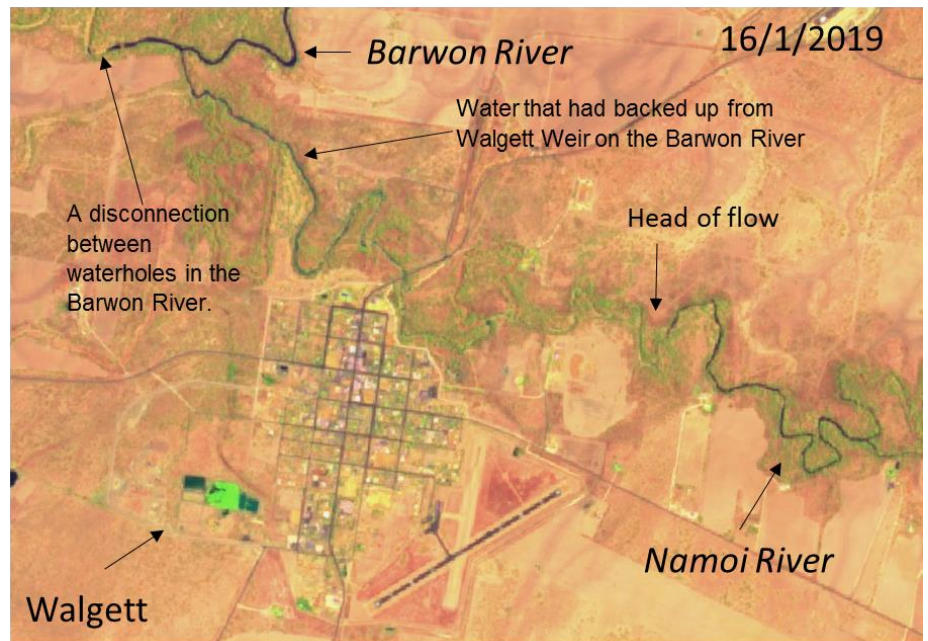 16/1/2019
Barwon River
Water that had backed up from
Walgett Weir on the Barwon River
A disconnection
between
waterholes in the
Barwon River.
Head of flow
Namoi River
Walgett